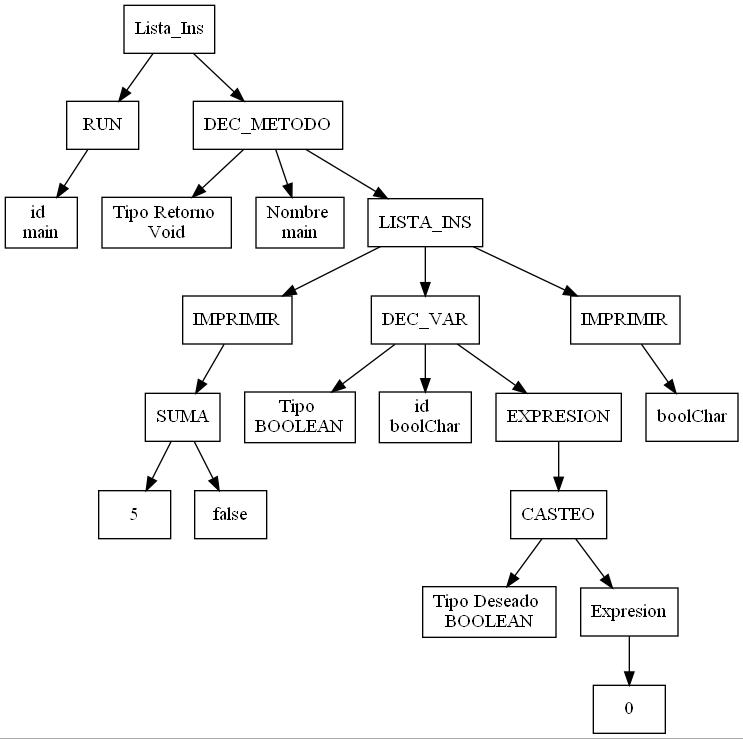 Lista_Ins
RUN
DEC_METODO
id
main
Tipo Retorno
Void
Nombre
main
LISTA_INS
IMPRIMIR
DEC_VAR
IMPRIMIR
SUMA
Tipo
BOOLEAN
id
boolChar
EXPRESION
boolChar
5
false
CASTEO
Tipo Deseado
BOOLEAN
Expresion
0